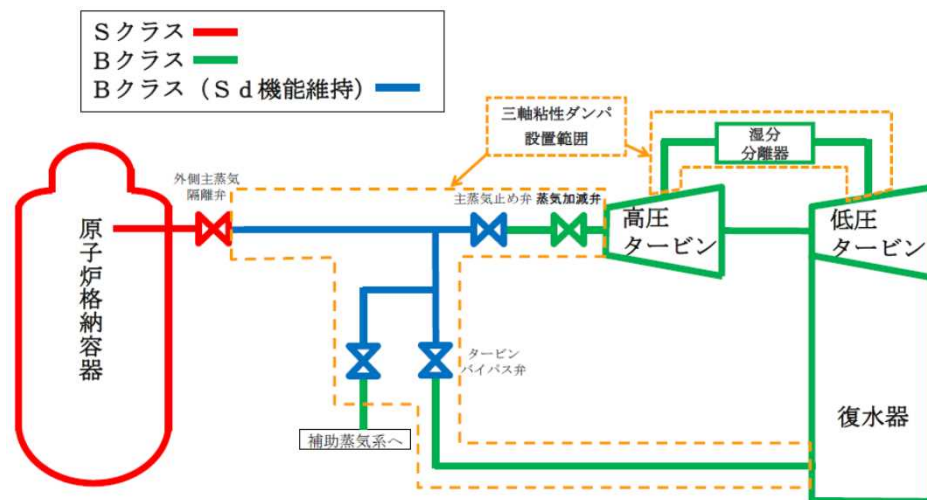 Sクラス
Bクラス
Bクラス(Sd機能維持)
三軸粘性ダンパ
設置範囲
湿分
分離器
外側主蒸気
隔離弁
主蒸気止め弁
蒸気加減弁
原子炉格納容器
高圧
タービン
低圧
タービン
タービン
バイパス弁
補助蒸気系へ
復水器